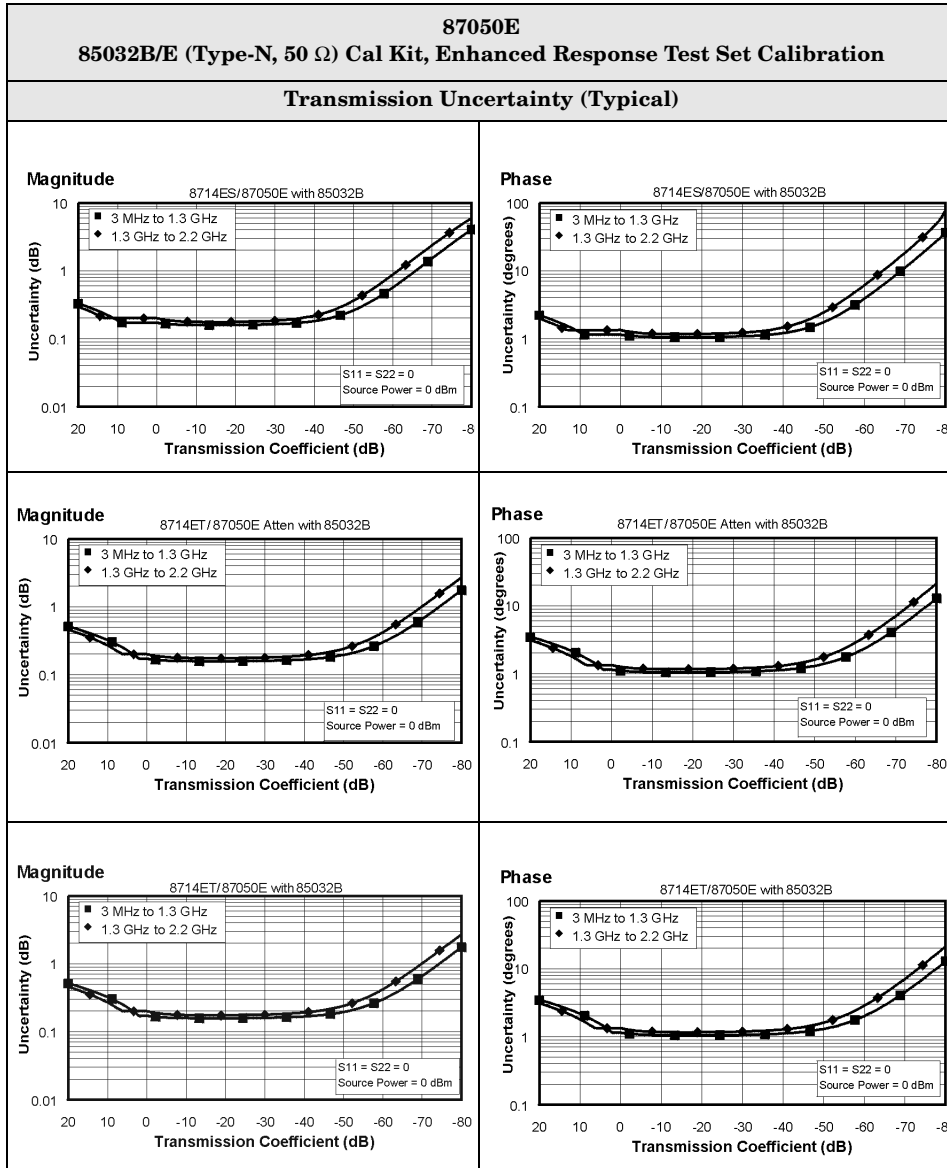 87050E
85032B/E (Type-N, 50 Ω) Cal Kit, Enhanced Response Test Set Calibration
Transmission Uncertainty (Typical)
Magnitude
8714ES/87050E with 85032B
10
1
0.1
0.01
Uncertainty (dB)
3 MHz to 1.3 GHz
1.3 GHz to 2.2 GHz
S11 = S22 = 0
Source Power = 0 dBm
20 10 0 -10 -20 -30 -40 -50 -60 -70 -8
Transmission Coefficient (dB)
Phase
8714ES/87050E with 85032B
100
10
1
0.1
Uncertainty (degrees)
3 MHz to 1.3 GHz
1.3 GHz to 2.2 GHz
S11 = S22 = 0
Source Power = 0 dBm
20 10 0 -10 -20 -30 -40 -50 -60 -70 -8
Transmission Coefficient (dB)
Magnitude
8714ET/87050E Atten with 85032B
10
1
0.1
0.01
Uncertainty (dB)
3 MHz to 1.3 GHz
1.3 GHz to 2.2 GHz
S11 = S22 = 0
Source Power = 0 dBm
20 10 0 -10 -20 -30 -40 -50 -60 -70 -80
Transmission Coefficient (dB)
Phase
8714ET/87050E Atten with 85032B
100
10
1
0.1
Uncertainty (degrees)
3 MHz to 1.3 GHz
1.3 GHz to 2.2 GHz
S11 = S22 = 0
Source Power = 0 dBm
20 10 0 -10 -20 -30 -40 -50 -60 -70 -80
Transmission Coefficient (dB)
Magnitude
8714ET/87050E with 85032B
10
1
0.1
0.01
Uncertainty (dB)
3 MHz to 1.3 GHz
1.3 GHz to 2.2 GHz
S11 = S22 = 0
Source Power = 0 dBm
20 10 0 -10 -20 -30 -40 -50 -60 -70 -80
Transmission Coefficient (dB)
Phase
8714ET/87050E with 85032B
100
10
1
0.1
Uncertainty (degrees)
3 MHz to 1.3 GHz
1.3 GHz to 2.2 GHz
S11 = S22 = 0
Source Power = 0 dBm
20 10 0 -10 -20 -30 -40 -50 -60 -70 -8
Transmission Coefficient (dB)